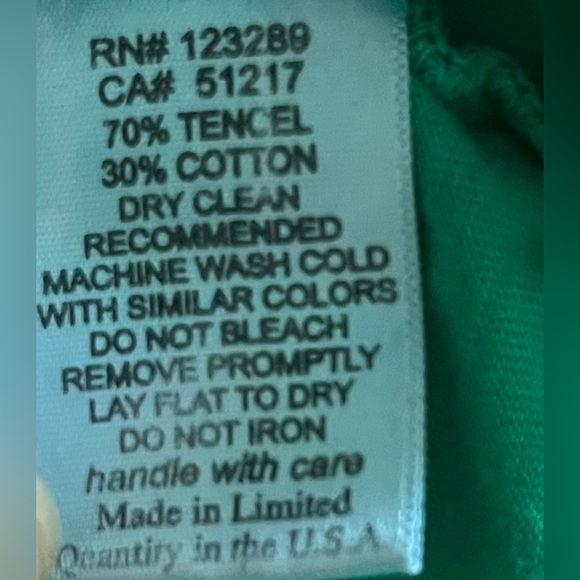 RN# 123289
CA# 51217
70% TENCEL
30% COTTON
DRY CLEAN
RECOMMENDED
MACHINE WASH COLD
WITH SIMILAR COLORS
DO NOT BLEACH
REMOVE PROMPTLY
LAY FLAT TO DRY
DO NOT IRON
handle with care
Made in Limited
Quantity in the U.S.A